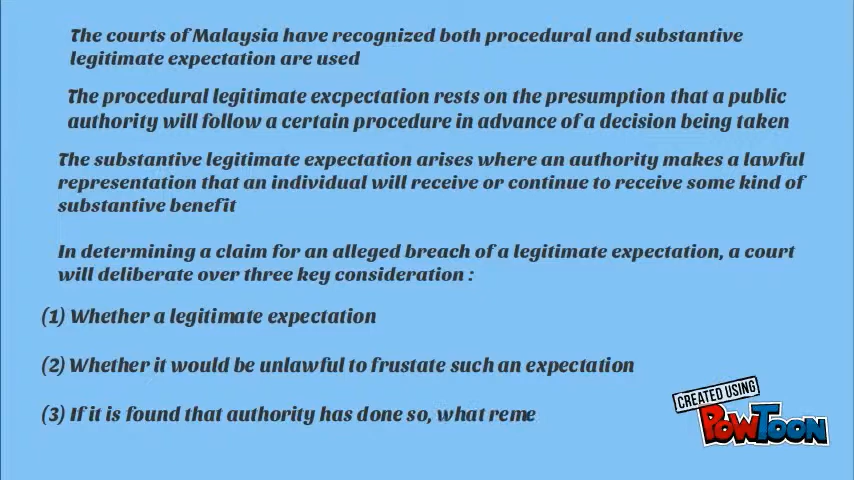 The courts of Malaysia have recognized both procedural and substantive
legitimate expectation are used
The procedural legitimate excpectation rests on the presumption that a public
authority will follow a certain procedure in advance of a decision being taken
The substantive legitimate expectation arises where an authority makes a lawful
representation that an individual will receive or continue to receive some kind of
substantive benefit
In determining a claim for an alleged breach of a legitimate expectation, a court
will deliberate over three key consideration :
(1) Whether a legitimate expectation
(2) Whether it would be unlawful to frustate such an expectation
(3) If it is found that authority has done so, what reme
CREATED USING
POWTOON